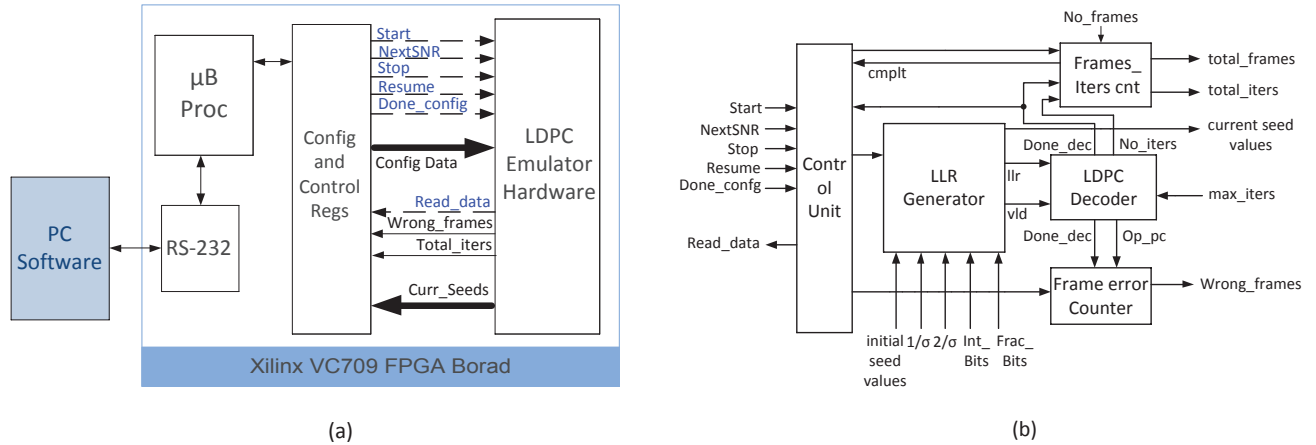 Start
NextSNR
Stop
Resume
Done_config
Config Data
Read_data
Wrong_frames
Total_iters
Curr_Seeds
µB
Proc
RS-232
PC
Software
Config
and
Control
Regs
LDPC
Emulator
Hardware
Xilinx VC709 FPGA Borad
(a)
No_frames
cmplt
Frames_
Iters cnt
total_frames
total_iters
Start
NextSNR
Stop
Resume
Done_confg
Read_data
Contr
ol
Unit
LLR
Generator
Done_dec
No_iters
current seed
values
llr
vld
LDPC
Decoder
max_iters
Done_dec
Op_pc
Frame error
Counter
Wrong_frames
initial
seed
values
1/σ
2/σ
Int_
Bits
Frac_
Bits
(b)